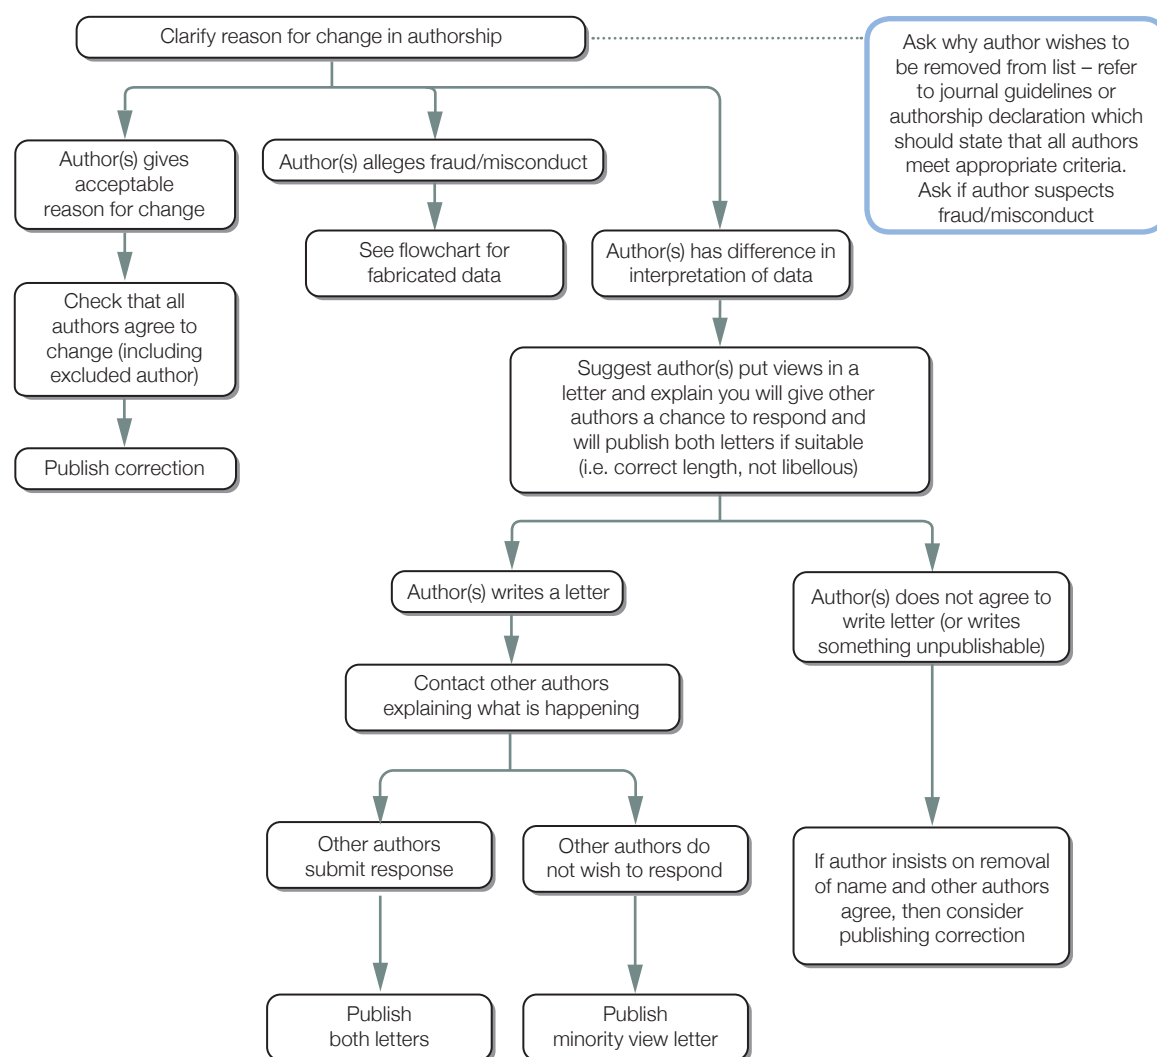 Clarify reason for change in authorship
Ask why author wishes to
be removed from list – refer
to journal guidelines or
authorship declaration which
should state that all authors
meet appropriate criteria.
Ask if author suspects
fraud/misconduct
Author(s) gives
acceptable
reason for change
Author(s) alleges fraud/misconduct
See flowchart for
fabricated data
Author(s) has difference in
interpretation of data
Check that all
authors agree to
change (including
excluded author)
Publish correction
Suggest author(s) put views in a
letter and explain you will give other
authors a chance to respond and
will publish both letters if suitable
(i.e. correct length, not libellous)
Author(s) writes a letter
Author(s) does not agree to
write letter (or writes
something unpublishable)
Contact other authors
explaining what is happening
Other authors
submit response
Other authors do
not wish to respond
If author insists on removal
of name and other authors
agree, then consider
publishing correction
Publish
both letters
Publish
minority view letter